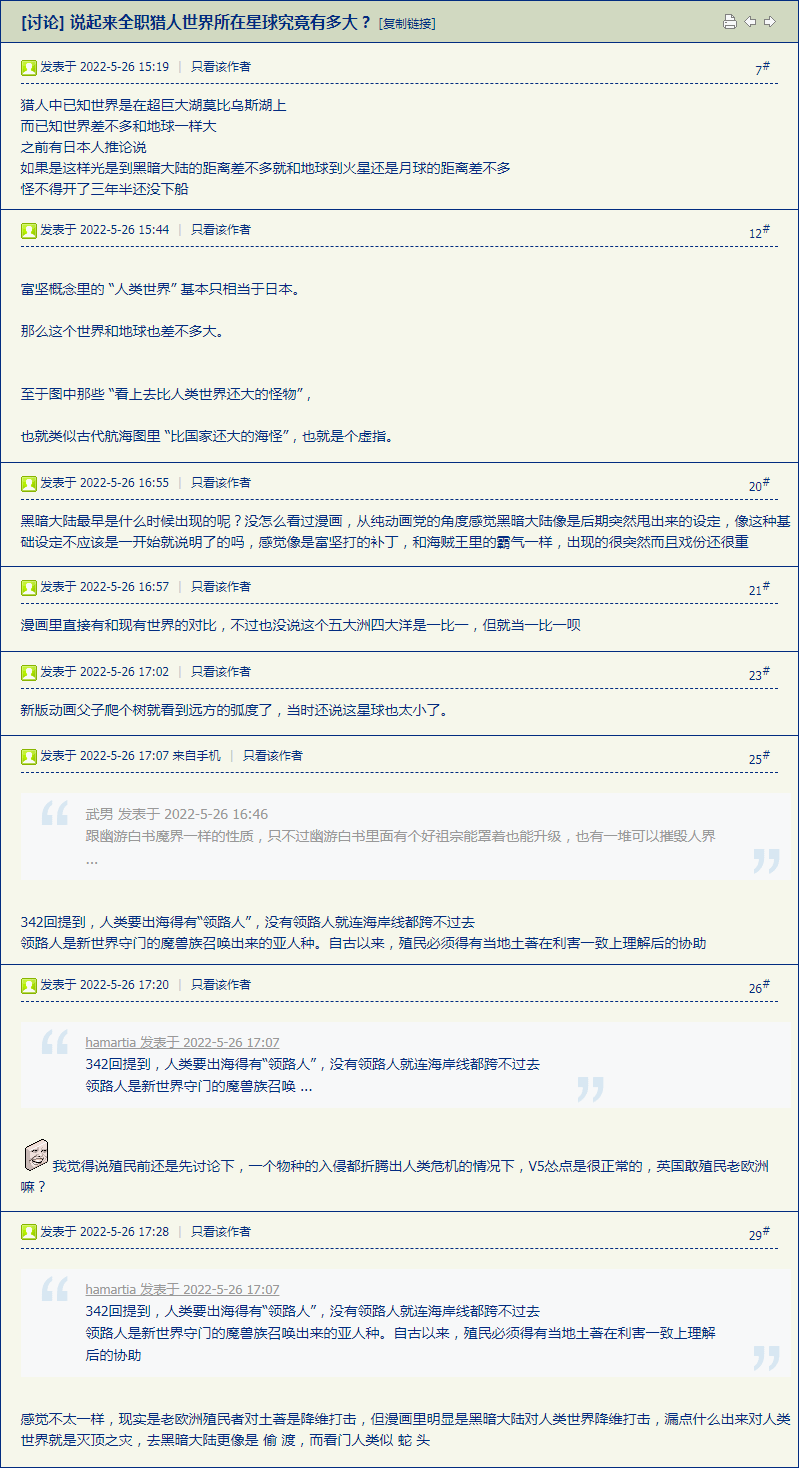 [讨论] 说起来全职猎人世界所在星球究竟有多大？ [复制链接]
发表于 2022-5-26 15:19 | 只看该作者
7#
猎人中已知世界是在超巨大湖莫比乌斯湖上
而已知世界差不多和地球一样大
之前有日本人推论说
如果是这样光是到黑暗大陆的距离差不多就和地球到火星还是月球的距离差不多
怪不得开了三年半还没下船
发表于 2022-5-26 15:44 | 只看该作者
12#
富坚概念里的 “人类世界” 基本只相当于日本。
那么这个世界和地球也差不多大。
至于图中那些 “看上去比人类世界还大的怪物”，
也就类似古代航海图里 “比国家还大的海怪”，也就是个虚指。
发表于 2022-5-26 16:55 | 只看该作者
20#
黑暗大陆最早是什么时候出现的呢？没怎么看过漫画，从纯动画党的角度感觉黑暗大陆像是后期突然甩出来的设定，像这种基
础设定不应该是一开始就说明了的吗，感觉像是富坚打的补丁，和海贼王里的霸气一样，出现的很突然而且戏份还很重
发表于 2022-5-26 16:57 | 只看该作者
21#
漫画里直接有和现有世界的对比，不过也没说这个五大洲四大洋是一比一，但就当一比一呗
发表于 2022-5-26 17:02 | 只看该作者
23#
新版动画父子爬个树就看到远方的弧度了，当时还说这星球也太小了。
发表于 2022-5-26 17:07 来自手机 | 只看该作者
25#
武男 发表于 2022-5-26 16:46
跟幽游白书魔界一样的性质，只不过幽游白书里面有个好祖宗能罩着也能升级，也有一堆可以摧毁人界
...
342回提到，人类要出海得有“领路人”，没有领路人就连海岸线都跨不过去
领路人是新世界守门的魔兽族召唤出来的亚人种。自古以来，殖民必须得有当地土著在利害一致上理解后的协助
发表于 2022-5-26 17:20 | 只看该作者
26#
hamartia 发表于 2022-5-26 17:07
342回提到，人类要出海得有“领路人”，没有领路人就连海岸线都跨不过去
领路人是新世界守门的魔兽族召唤 ...
我觉得说殖民前还是先讨论下，一个物种的入侵都折腾出人类危机的情况下，V5怂点是很正常的，英国敢殖民老欧洲
嘛？
发表于 2022-5-26 17:28 | 只看该作者
29#
hamartia 发表于 2022-5-26 17:07
342回提到，人类要出海得有“领路人”，没有领路人就连海岸线都跨不过去
领路人是新世界守门的魔兽族召唤出来的亚人种。自古以来，殖民必须得有当地土著在利害一致上理解
后的协助
感觉不太一样，现实是老欧洲殖民者对土著是降维打击，但漫画里明显是黑暗大陆对人类世界降维打击，漏点什么出来对人类
世界就是灭顶之灾，去黑暗大陆更像是 偷 渡，而看门人类似 蛇 头